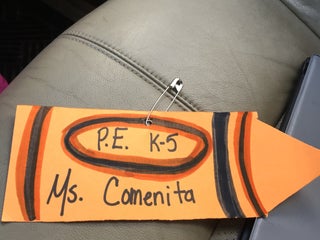 P.E. K-5
Ms. Comenita